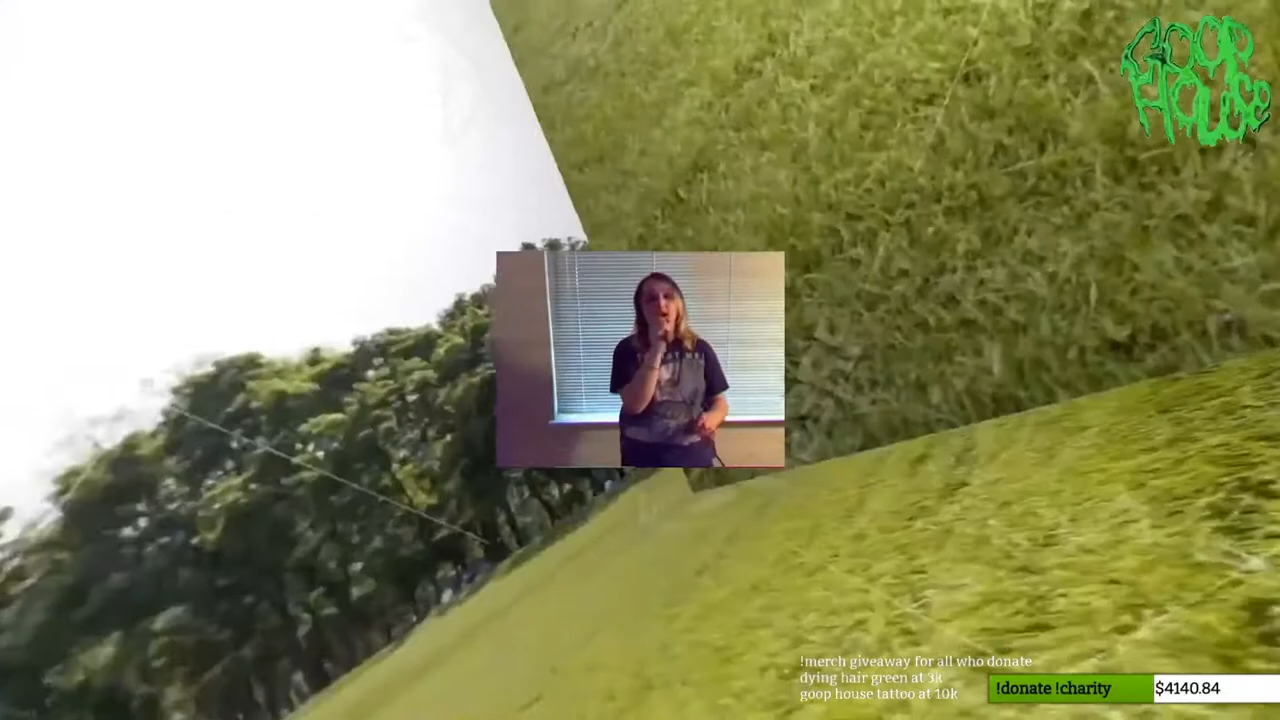 GOOP
HOUSE
!merch giveaway for all who donate
dying hair green at 3k
goop house tattoo at 10k
!donate !charity
$4140.84